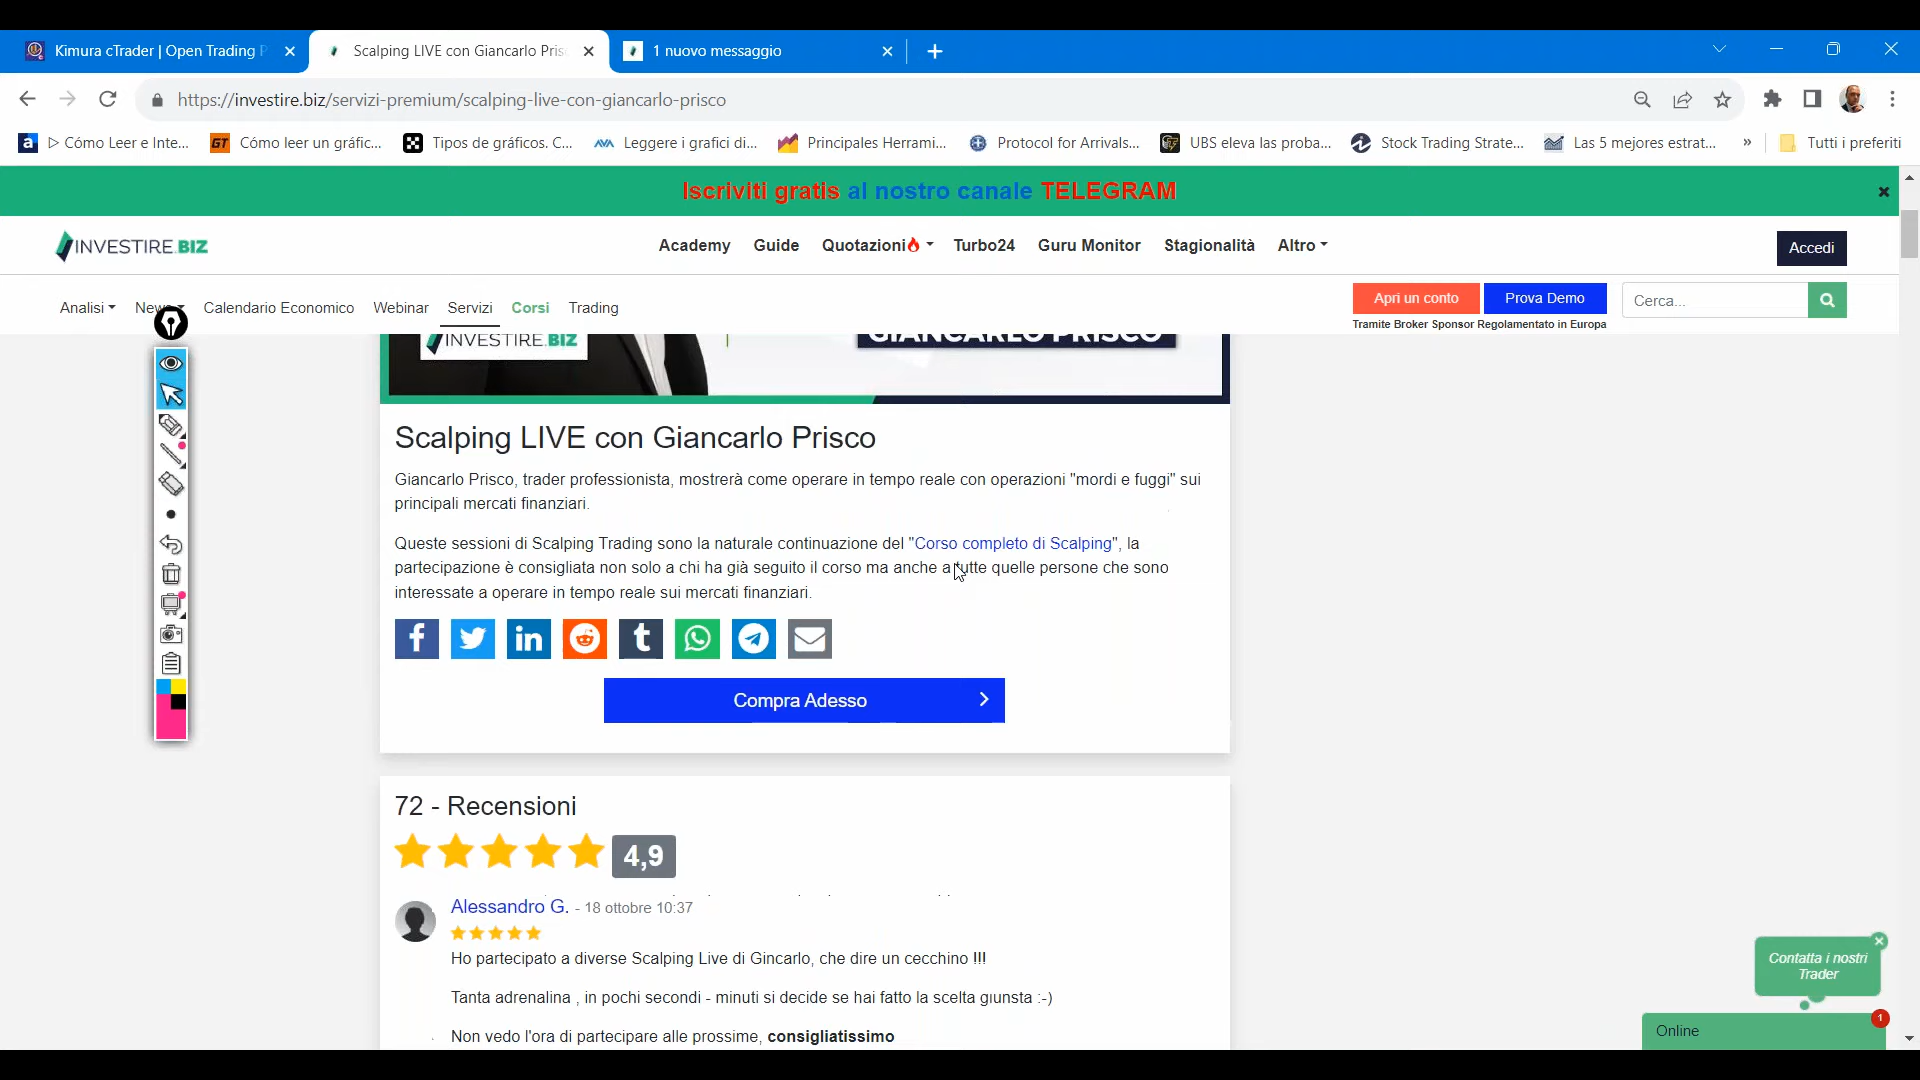 Kimura cTrader | Open Trading P
Scalping LIVE con Giancarlo Pris
1 nuovo messaggio
https://investire.biz/servizi-premium/scalping-live-con-giancarlo-prisco
▷ Cómo Leer e Inte...
Cómo leer un gráfic...
Tipos de gráficos. C...
Leggere i grafici di...
Principales Herrami...
Protocol for Arrivals...
UBS eleva las proba...
Stock Trading Strate...
Las 5 mejores estrat...
»
Tutti i preferiti
Iscriviti gratis al nostro canale TELEGRAM
INVESTIRE.BIZ
Academy
Guide
Quotazioni
Turbo24
Guru Monitor
Stagionalità
Altro
Accedi
Analisi
News
Calendario Economico
Webinar
Servizi
Corsi
Trading
Apri un conto
Prova Demo
Tramite Broker Sponsor Regolamentato in Europa
Cerca...
INVESTIRE.BIZ
GIANCARLO PRISCO
Scalping LIVE con Giancarlo Prisco
Giancarlo Prisco, trader professionista, mostrerà come operare in tempo reale con operazioni "mordi e fuggi" sui
principali mercati finanziari.
Queste sessioni di Scalping Trading sono la naturale continuazione del "Corso completo di Scalping", la
partecipazione è consigliata non solo a chi ha già seguito il corso ma anche a tutte quelle persone che sono
interessate a operare in tempo reale sui mercati finanziari.
Compra Adesso
72 - Recensioni
4,9
Alessandro G. - 18 ottobre 10:37
Ho partecipato a diverse Scalping Live di Gincarlo, che dire un cecchino !!!
Tanta adrenalina , in pochi secondi - minuti si decide se hai fatto la scelta giunsta :-)
Non vedo l'ora di partecipare alle prossime, consigliatissimo
Contatta i nostri
Trader
Online
1